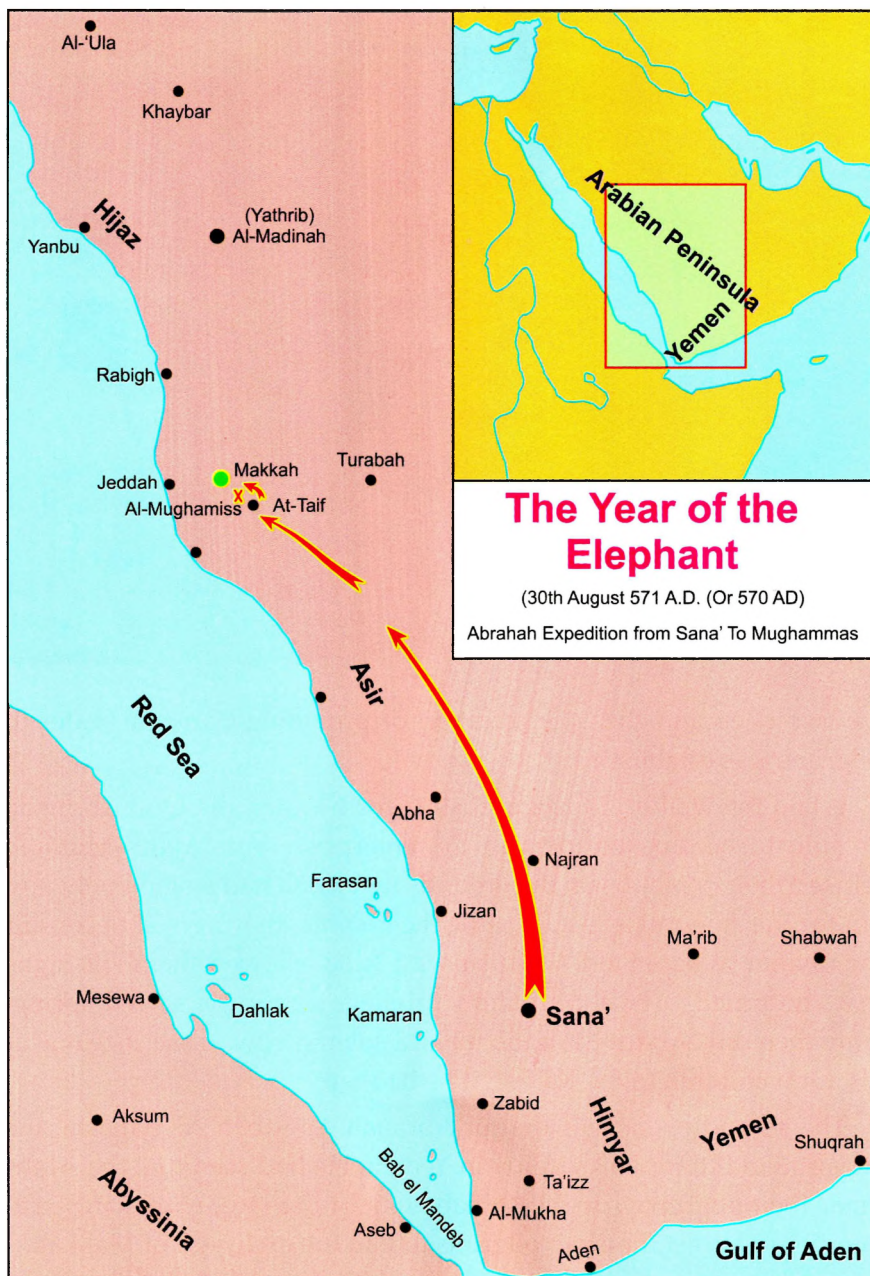 Al-‘Ula
Khaybar
Hijaz
(Yathrib)
Al-Madinah
Yanbu
Rabigh
Makkah
Turabah
Jeddah
X
Al-Mughamiss
At-Taif
Asir
Red Sea
Abha
Najran
Farasan
Jizan
Ma’rib
Shabwah
Mesewa
Dahlak
Kamaran
Sana’
Aksum
Zabid
Himyar
Yemen
Shuqrah
Abyssinia
Bab el Mandeb
Ta’izz
Al-Mukha
Aseb
Aden
Gulf of Aden
Arabian Peninsula
Yemen
The Year of the
Elephant
(30th August 571 A.D. (Or 570 AD)
Abrahah Expedition from Sana’ To Mughammas